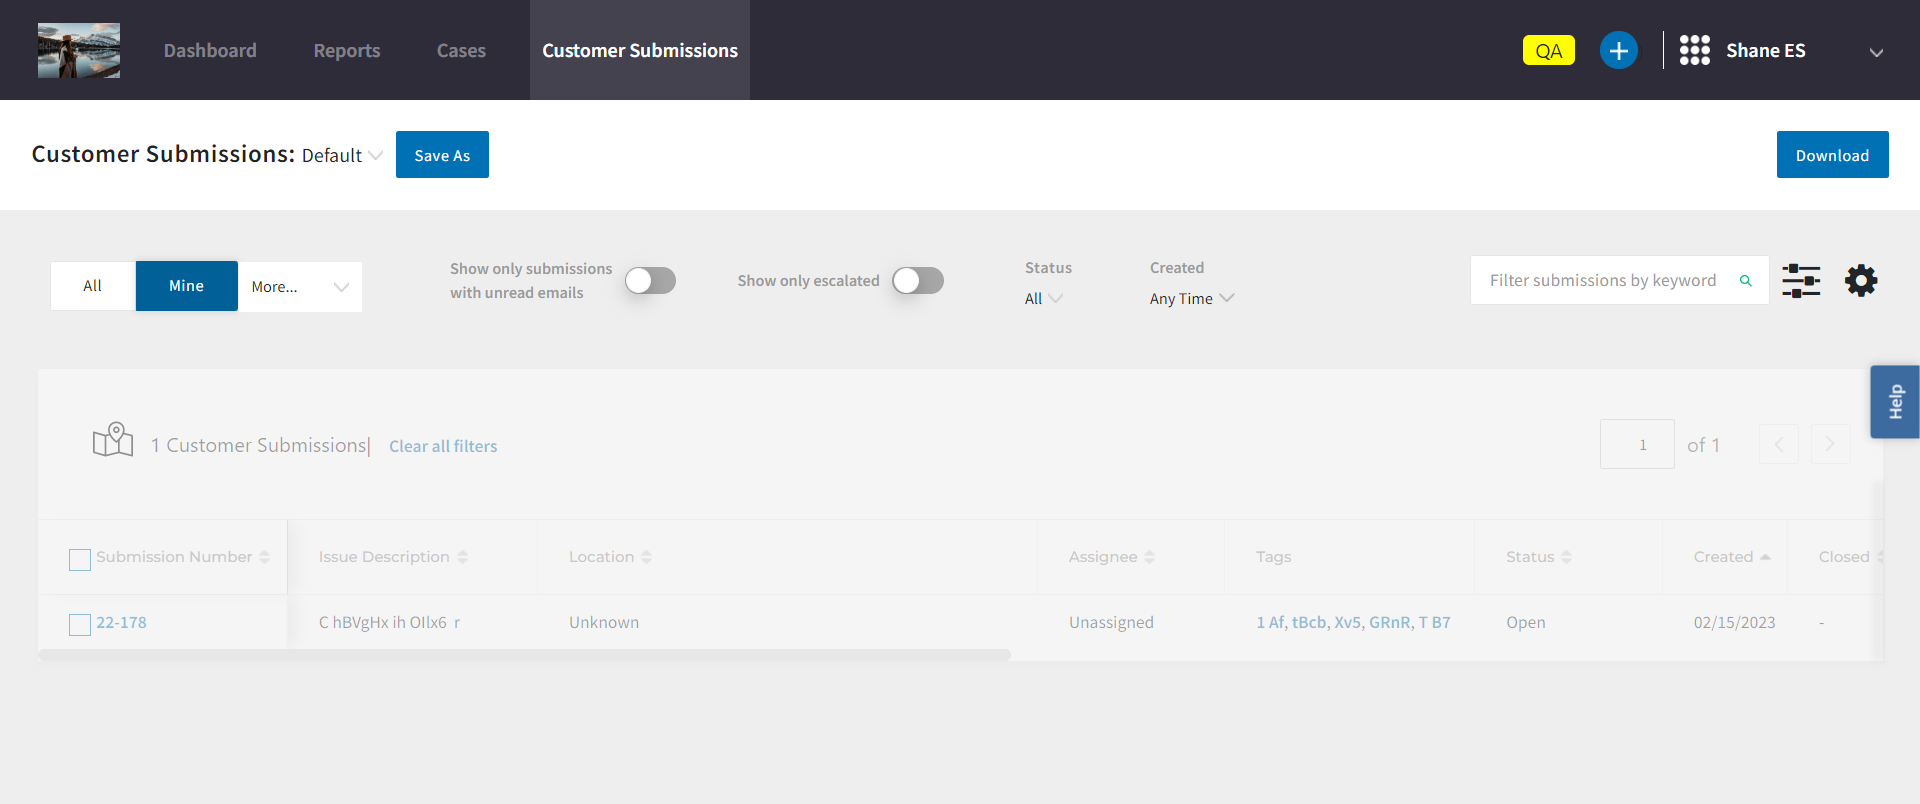 Dashboard Reports Cases Customer Submissions QA Shane ES
Customer Submissions: Default Save As Download
All Mine More... Show only submissions with unread emails Show only escalated Status All Created Any Time Filter submissions by keyword
Help
1 Customer Submissions| Clear all filters 1 of 1
Submission Number Issue Description Location Assignee Tags Status Created Closed
22-178 C hBVgHx ih OIlx6 r Unknown Unassigned 1 Af, tBcb, Xv5, GRnR, T B7 Open 02/15/2023 -